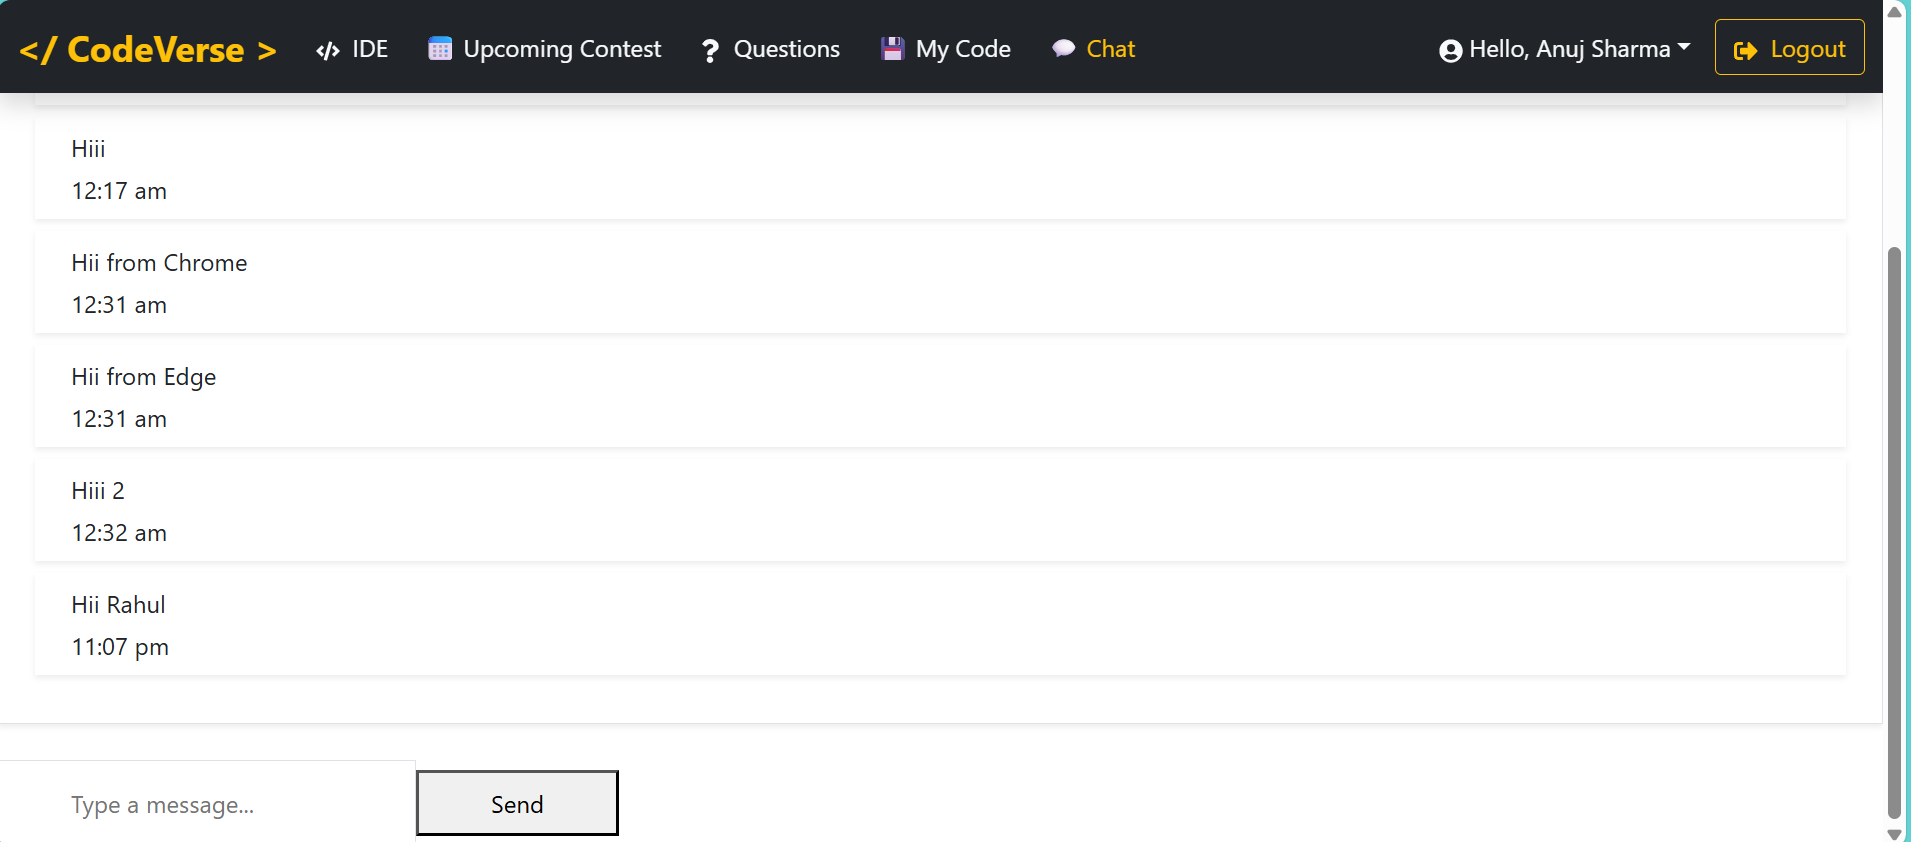 </ CodeVerse > IDE Upcoming Contest Questions My Code Chat Hello, Anuj Sharma Logout
Hiii
12:17 am
Hii from Chrome
12:31 am
Hii from Edge
12:31 am
Hiii 2
12:32 am
Hii Rahul
11:07 pm
Type a message... Send